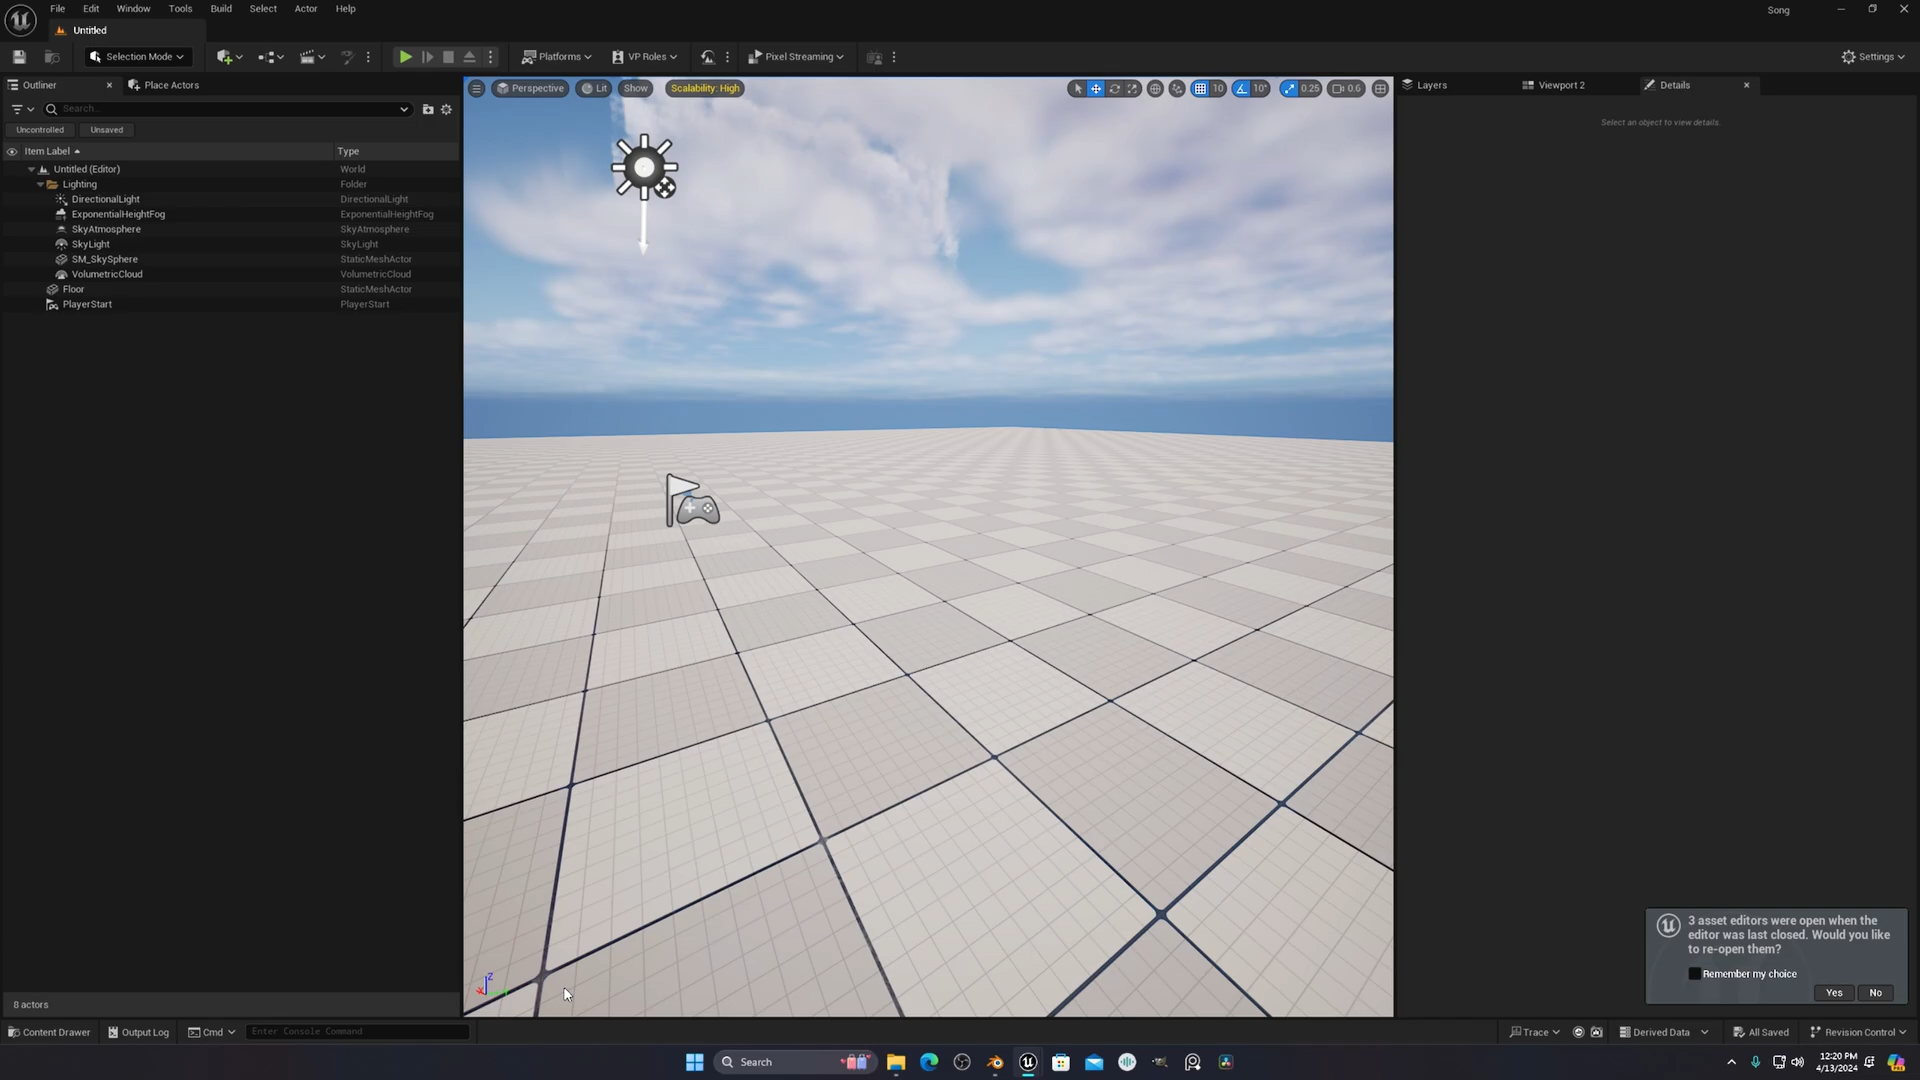 File Edit Window Tools Build Select Actor Help
Song
Untitled
Selection Mode
Platforms
VP Roles
Pixel Streaming
Settings
Outliner
Place Actors
Search...
Uncontrolled
Unsaved
Item Label
Type
Untitled (Editor)
World
Lighting
Folder
DirectionalLight
DirectionalLight
ExponentialHeightFog
ExponentialHeightFog
SkyAtmosphere
SkyAtmosphere
SkyLight
SkyLight
SM_SkySphere
StaticMeshActor
VolumetricCloud
VolumetricCloud
Floor
StaticMeshActor
PlayerStart
PlayerStart
8 actors
Perspective
Lit
Show
Scalability: High
10
10°
0.25
0.6
Z
Layers
Viewport 2
Details
Select an object to view details.
3 asset editors were open when the
editor was last closed. Would you like
to re-open them?
Remember my choice
Yes
No
Content Drawer
Output Log
Cmd
Enter Console Command
Trace
Derived Data
All Saved
Revision Control
Search
12:20 PM
4/13/2024